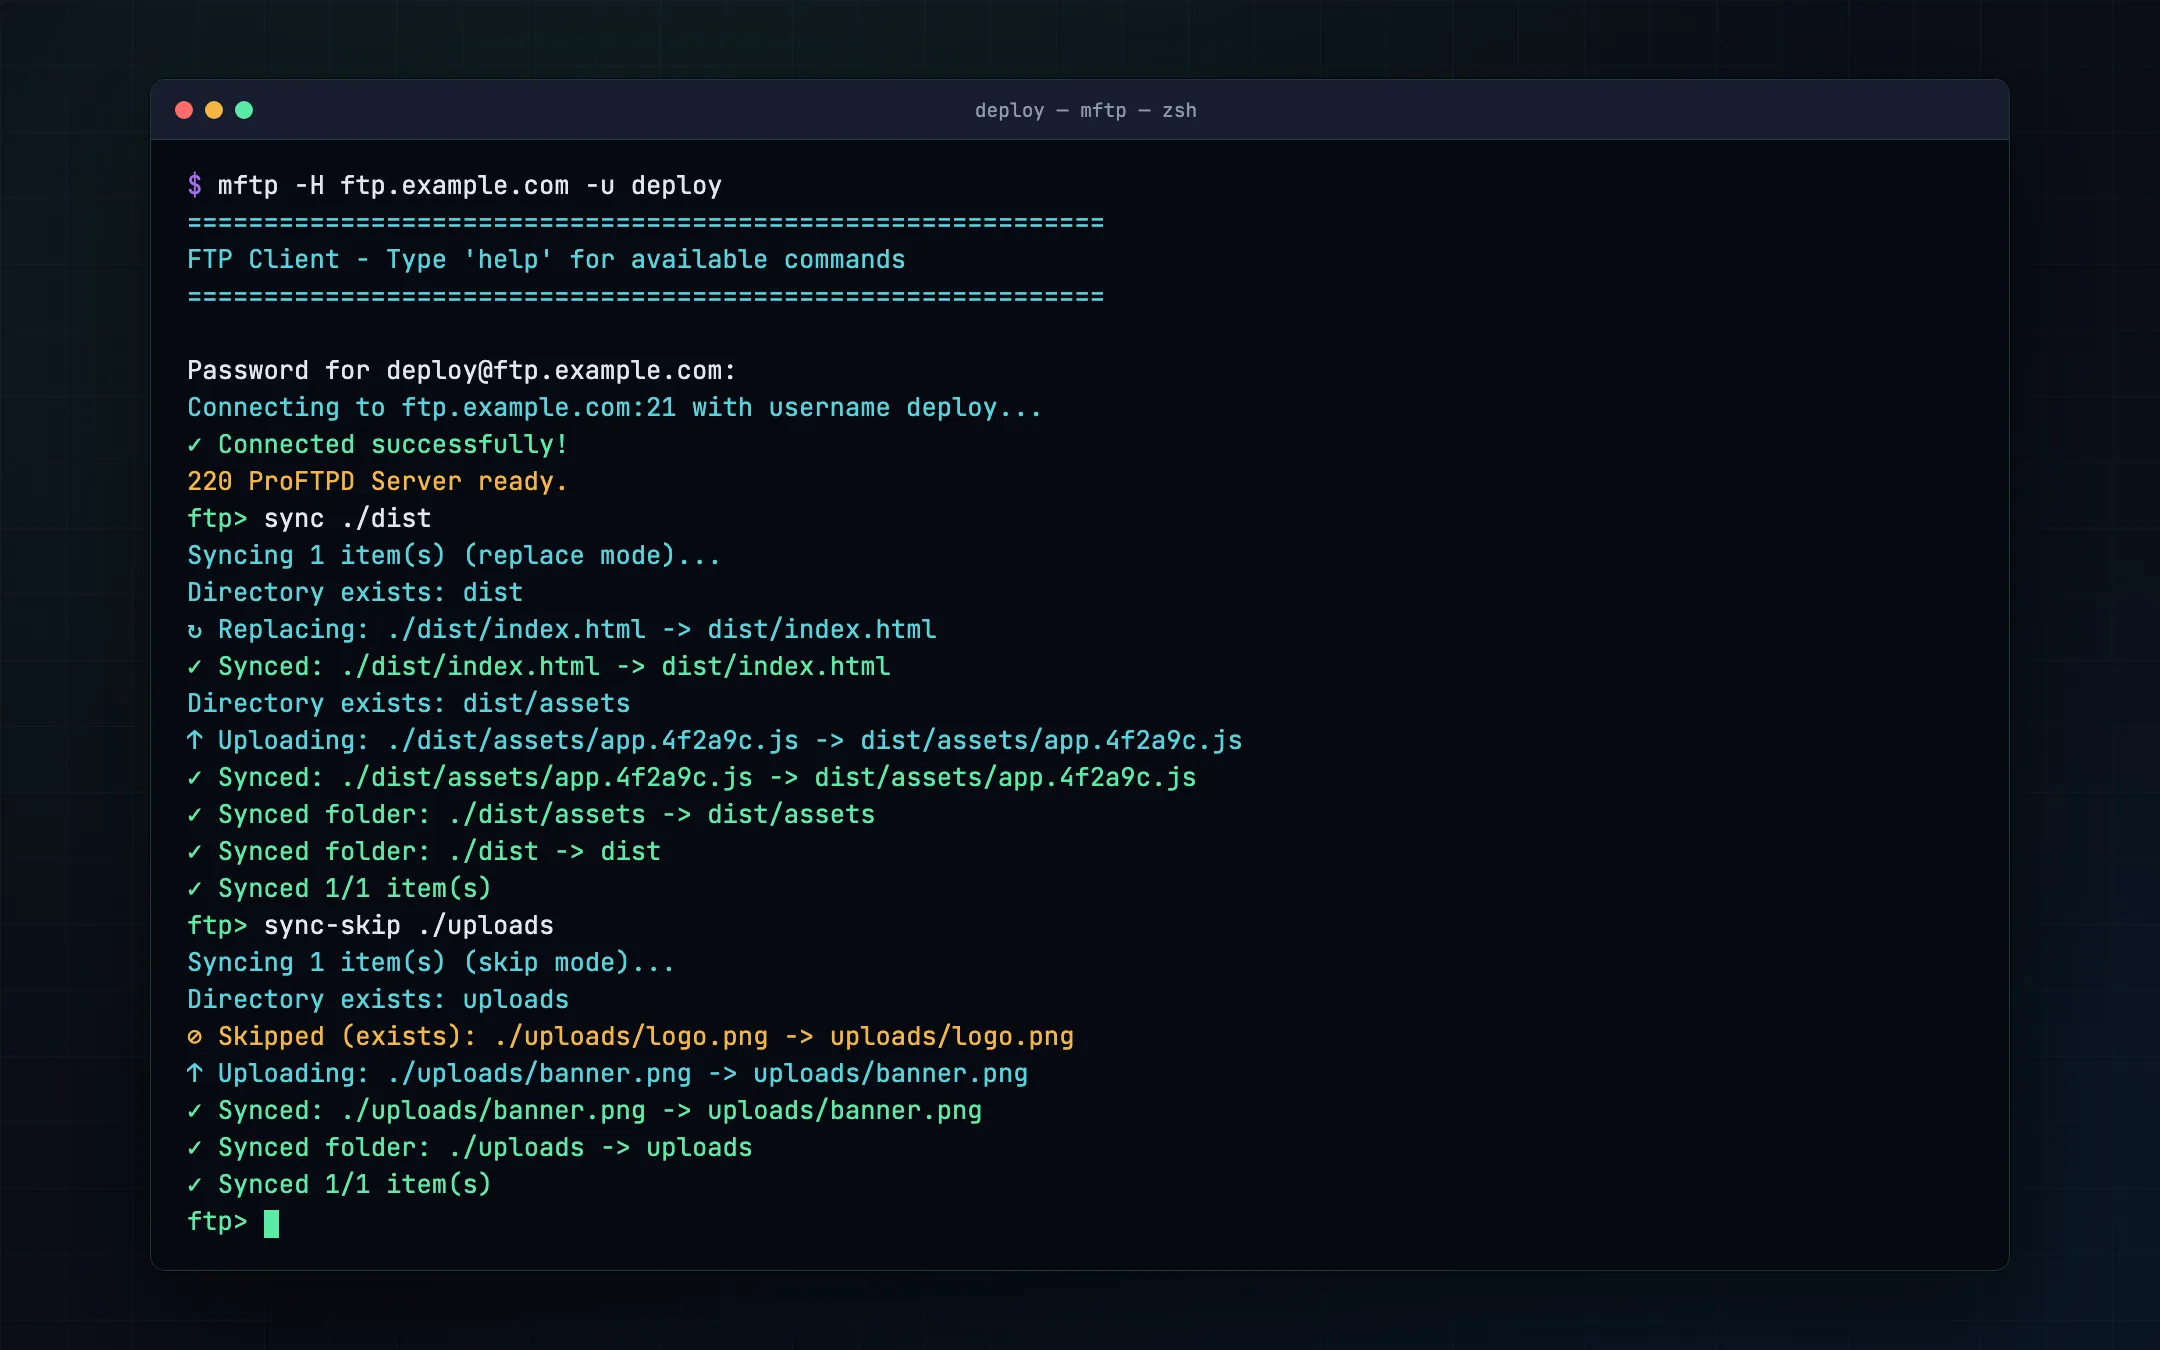 deploy — mftp — zsh
$ mftp -H ftp.example.com -u deploy
============================================================
FTP Client - Type 'help' for available commands
============================================================
Password for deploy@ftp.example.com:
Connecting to ftp.example.com:21 with username deploy...
✓ Connected successfully!
220 ProFTPD Server ready.
ftp> sync ./dist
Syncing 1 item(s) (replace mode)...
Directory exists: dist
↻ Replacing: ./dist/index.html -> dist/index.html
✓ Synced: ./dist/index.html -> dist/index.html
Directory exists: dist/assets
↑ Uploading: ./dist/assets/app.4f2a9c.js -> dist/assets/app.4f2a9c.js
✓ Synced: ./dist/assets/app.4f2a9c.js -> dist/assets/app.4f2a9c.js
✓ Synced folder: ./dist/assets -> dist/assets
✓ Synced folder: ./dist -> dist
✓ Synced 1/1 item(s)
ftp> sync-skip ./uploads
Syncing 1 item(s) (skip mode)...
Directory exists: uploads
⊘ Skipped (exists): ./uploads/logo.png -> uploads/logo.png
↑ Uploading: ./uploads/banner.png -> uploads/banner.png
✓ Synced: ./uploads/banner.png -> uploads/banner.png
✓ Synced folder: ./uploads -> uploads
✓ Synced 1/1 item(s)
ftp>